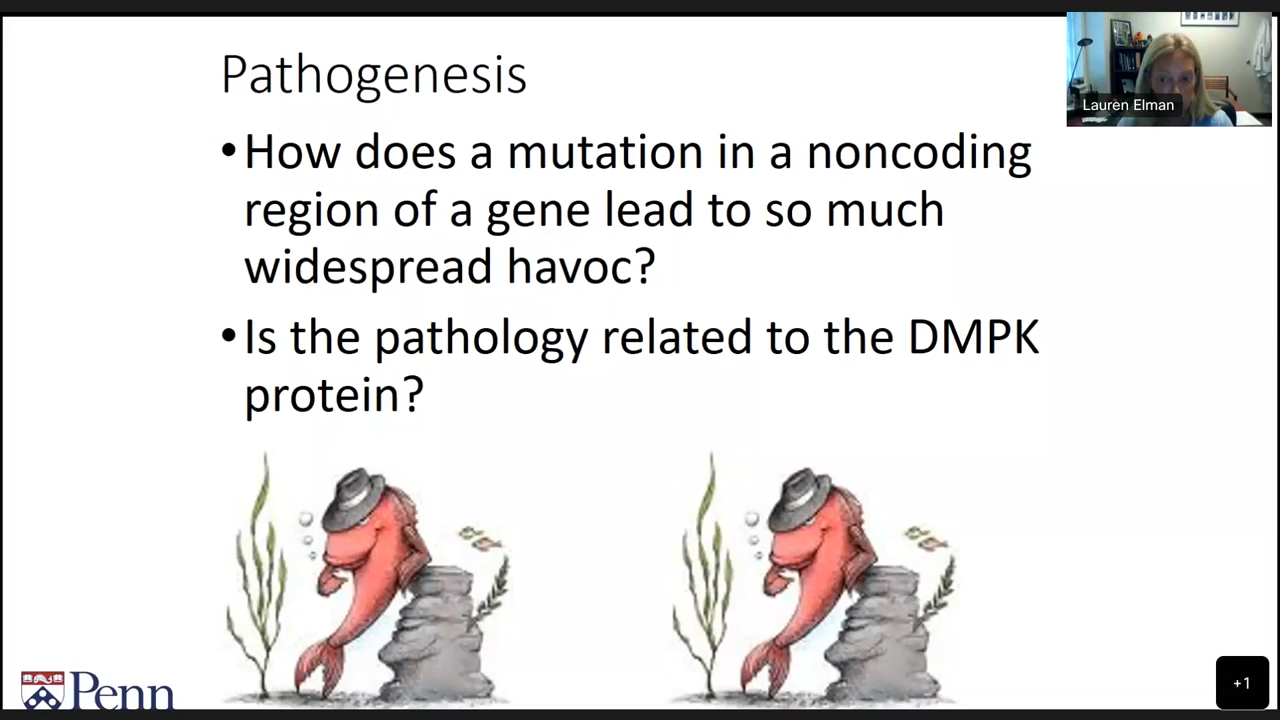 Pathogenesis
Lauren Elman
•How does a mutation in a noncoding
region of a gene lead to so much
widespread havoc?
•Is the pathology related to the DMPK
protein?
Penn
+1